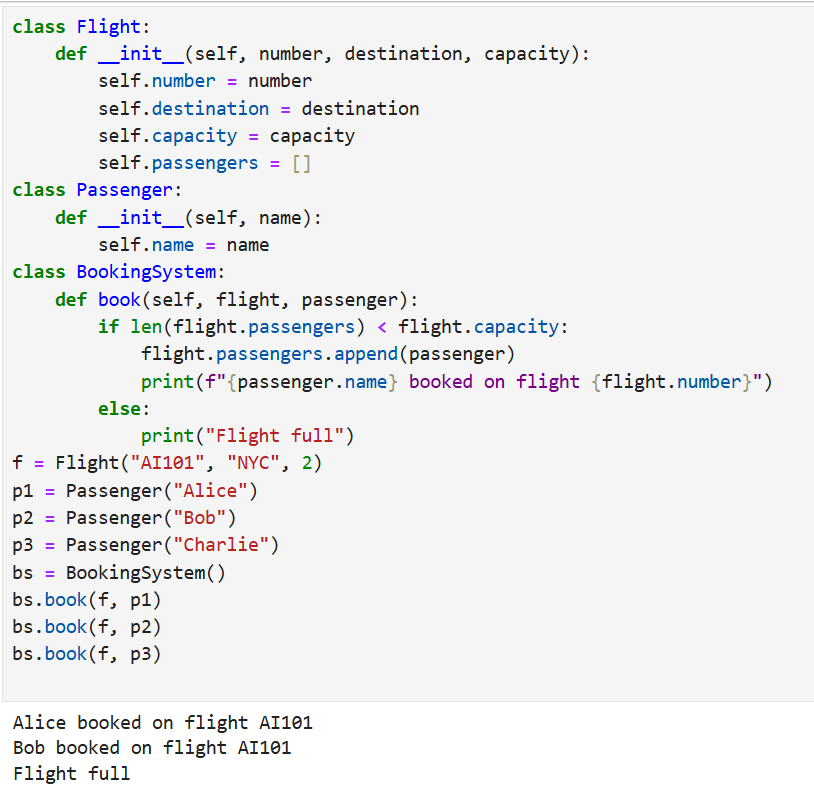 class Flight:
    def __init__(self, number, destination, capacity):
        self.number = number
        self.destination = destination
        self.capacity = capacity
        self.passengers = []
class Passenger:
    def __init__(self, name):
        self.name = name
class BookingSystem:
    def book(self, flight, passenger):
        if len(flight.passengers) < flight.capacity:
            flight.passengers.append(passenger)
            print(f"{passenger.name} booked on flight {flight.number}")
        else:
            print("Flight full")
f = Flight("AI101", "NYC", 2)
p1 = Passenger("Alice")
p2 = Passenger("Bob")
p3 = Passenger("Charlie")
bs = BookingSystem()
bs.book(f, p1)
bs.book(f, p2)
bs.book(f, p3)
Alice booked on flight AI101
Bob booked on flight AI101
Flight full